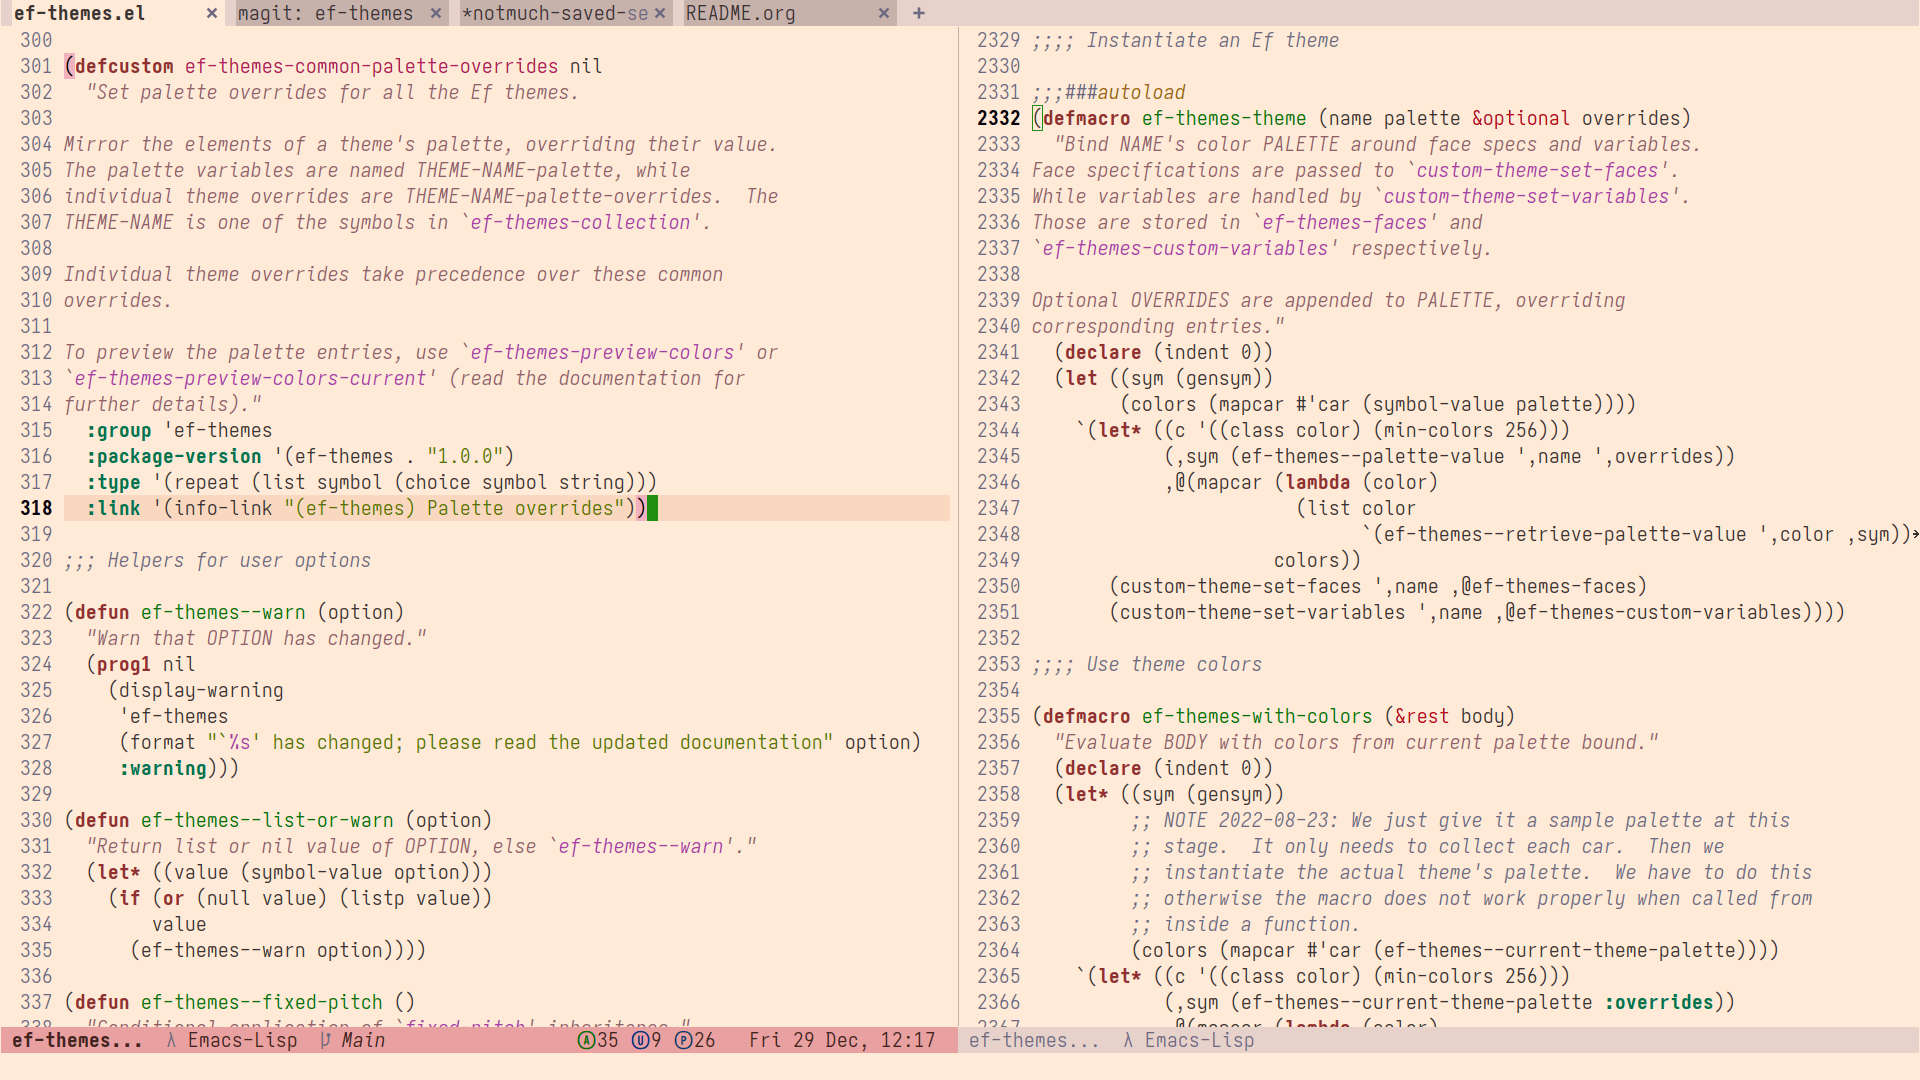 ef-themes.el × magit: ef-themes × *notmuch-saved-se × README.org × +
300
301 (defcustom ef-themes-common-palette-overrides nil
302   "Set palette overrides for all the Ef themes.
303
304 Mirror the elements of a theme's palette, overriding their value.
305 The palette variables are named THEME-NAME-palette, while
306 individual theme overrides are THEME-NAME-palette-overrides.  The
307 THEME-NAME is one of the symbols in `ef-themes-collection'.
308
309 Individual theme overrides take precedence over these common
310 overrides.
311
312 To preview the palette entries, use `ef-themes-preview-colors' or
313 `ef-themes-preview-colors-current' (read the documentation for
314 further details)."
315   :group 'ef-themes
316   :package-version '(ef-themes . "1.0.0")
317   :type '(repeat (list symbol (choice symbol string)))
318   :link '(info-link "(ef-themes) Palette overrides"))
319
320 ;;; Helpers for user options
321
322 (defun ef-themes--warn (option)
323   "Warn that OPTION has changed."
324   (prog1 nil
325     (display-warning
326      'ef-themes
327      (format "`%s' has changed; please read the updated documentation" option)
328      :warning)))
329
330 (defun ef-themes--list-or-warn (option)
331   "Return list or nil value of OPTION, else `ef-themes--warn'."
332   (let* ((value (symbol-value option)))
333     (if (or (null value) (listp value))
334         value
335       (ef-themes--warn option))))
336
337 (defun ef-themes--fixed-pitch ()
338   "Conditional application of `fixed-pitch' inheritance."
ef-themes... λ Emacs-Lisp Main A35 U9 P26 Fri 29 Dec, 12:17
2329 ;;;; Instantiate an Ef theme
2330
2331 ;;;###autoload
2332 (defmacro ef-themes-theme (name palette &optional overrides)
2333   "Bind NAME's color PALETTE around face specs and variables.
2334 Face specifications are passed to `custom-theme-set-faces'.
2335 While variables are handled by `custom-theme-set-variables'.
2336 Those are stored in `ef-themes-faces' and
2337 `ef-themes-custom-variables' respectively.
2338
2339 Optional OVERRIDES are appended to PALETTE, overriding
2340 corresponding entries."
2341   (declare (indent 0))
2342   (let ((sym (gensym))
2343         (colors (mapcar #'car (symbol-value palette))))
2344     `(let* ((c '((class color) (min-colors 256)))
2345             (,sym (ef-themes--palette-value ',name ',overrides))
2346             ,@(mapcar (lambda (color)
2347                         (list color
2348                               `(ef-themes--retrieve-palette-value ',color ,sym))→
2349                       colors))
2350        (custom-theme-set-faces ',name ,@ef-themes-faces)
2351        (custom-theme-set-variables ',name ,@ef-themes-custom-variables))))
2352
2353 ;;;; Use theme colors
2354
2355 (defmacro ef-themes-with-colors (&rest body)
2356   "Evaluate BODY with colors from current palette bound."
2357   (declare (indent 0))
2358   (let* ((sym (gensym))
2359          ;; NOTE 2022-08-23: We just give it a sample palette at this
2360          ;; stage.  It only needs to collect each car.  Then we
2361          ;; instantiate the actual theme's palette.  We have to do this
2362          ;; otherwise the macro does not work properly when called from
2363          ;; inside a function.
2364          (colors (mapcar #'car (ef-themes--current-theme-palette))))
2365     `(let* ((c '((class color) (min-colors 256)))
2366             (,sym (ef-themes--current-theme-palette :overrides))
2367             ,@(mapcar (lambda (color)
ef-themes... λ Emacs-Lisp